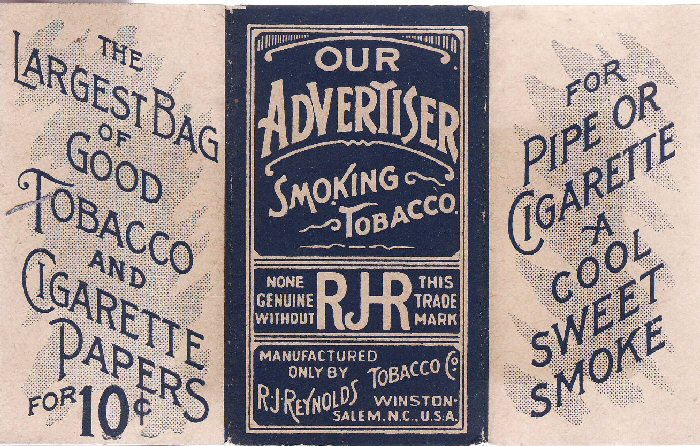 THE
LARGEST BAG
OF
GOOD
TOBACCO
AND
CIGARETTE
PAPERS
FOR 10¢
OUR
ADVERTISER
SMOKING
TOBACCO.
NONE
GENUINE
WITHOUT
RJR
THIS
TRADE
MARK
MANUFACTURED
ONLY BY
R.J. REYNOLDS TOBACCO Co.
WINSTON-
SALEM. N.C., U.S.A.
FOR
PIPE OR
CIGARETTE
A
COOL
SWEET
SMOKE